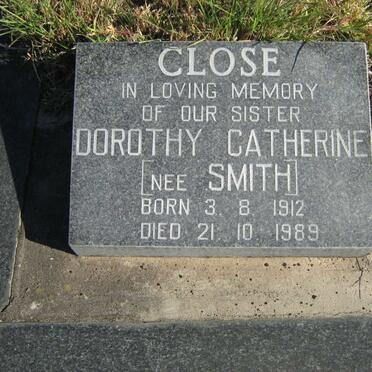 CLOSE
IN LOVING MEMORY
OF OUR SISTER
DOROTHY CATHERINE
[NEE SMITH]
BORN 3. 8. 1912
DIED 21. 10. 1989